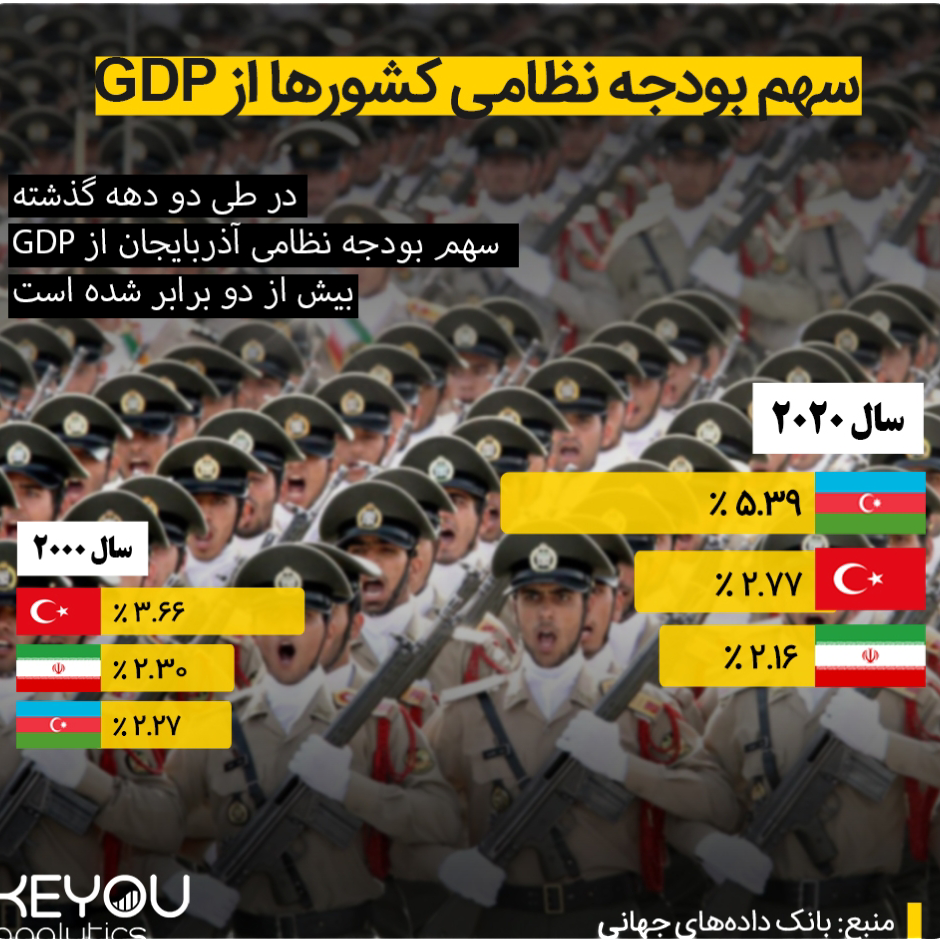 سهم بودجه نظامی کشورها از GDP
در طی دو دهه گذشته
سهم بودجه نظامی آذربایجان از GDP
بیش از دو برابر شده است
سال ۲۰۲۰
٪ ۵.۳۹
٪ ۲.۷۷
٪ ۲.۱۶
سال ۲۰۰۰
٪ ۳.۶۶
٪ ۲.۳۰
٪ ۲.۲۷
KEYOU
analytics
منبع: بانک داده‌های جهانی